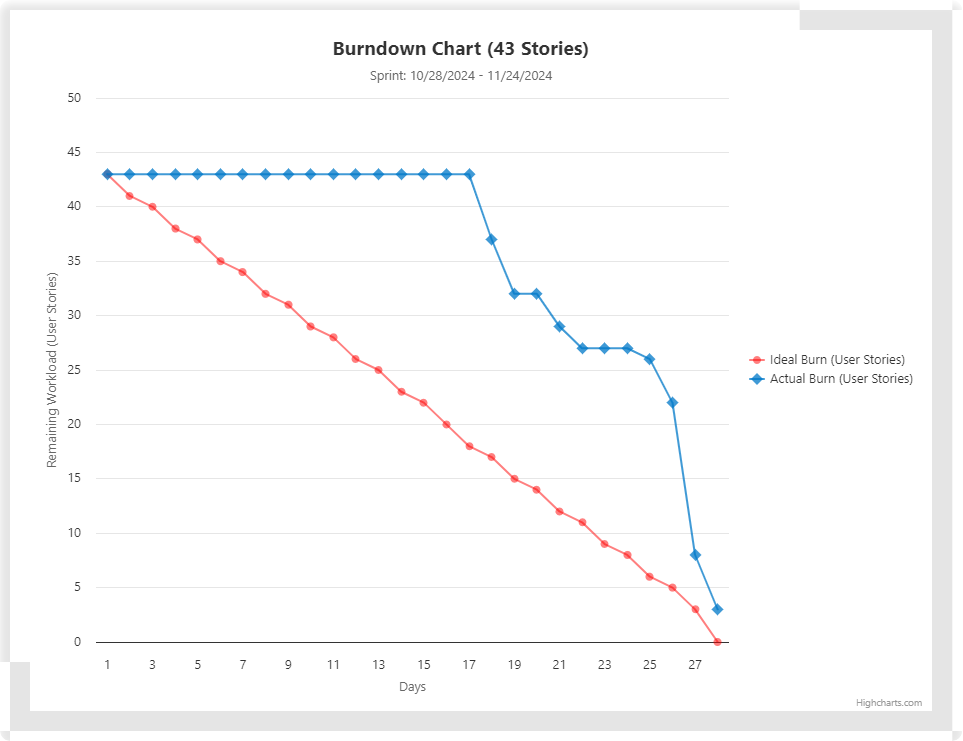 Burndown Chart (43 Stories)
Sprint: 10/28/2024 - 11/24/2024
Remaining Workload (User Stories)
50
45
40
35
30
25
20
15
10
5
0
1 3 5 7 9 11 13 15 17 19 21 23 25 27
Days
Ideal Burn (User Stories)
Actual Burn (User Stories)
Highcharts.com